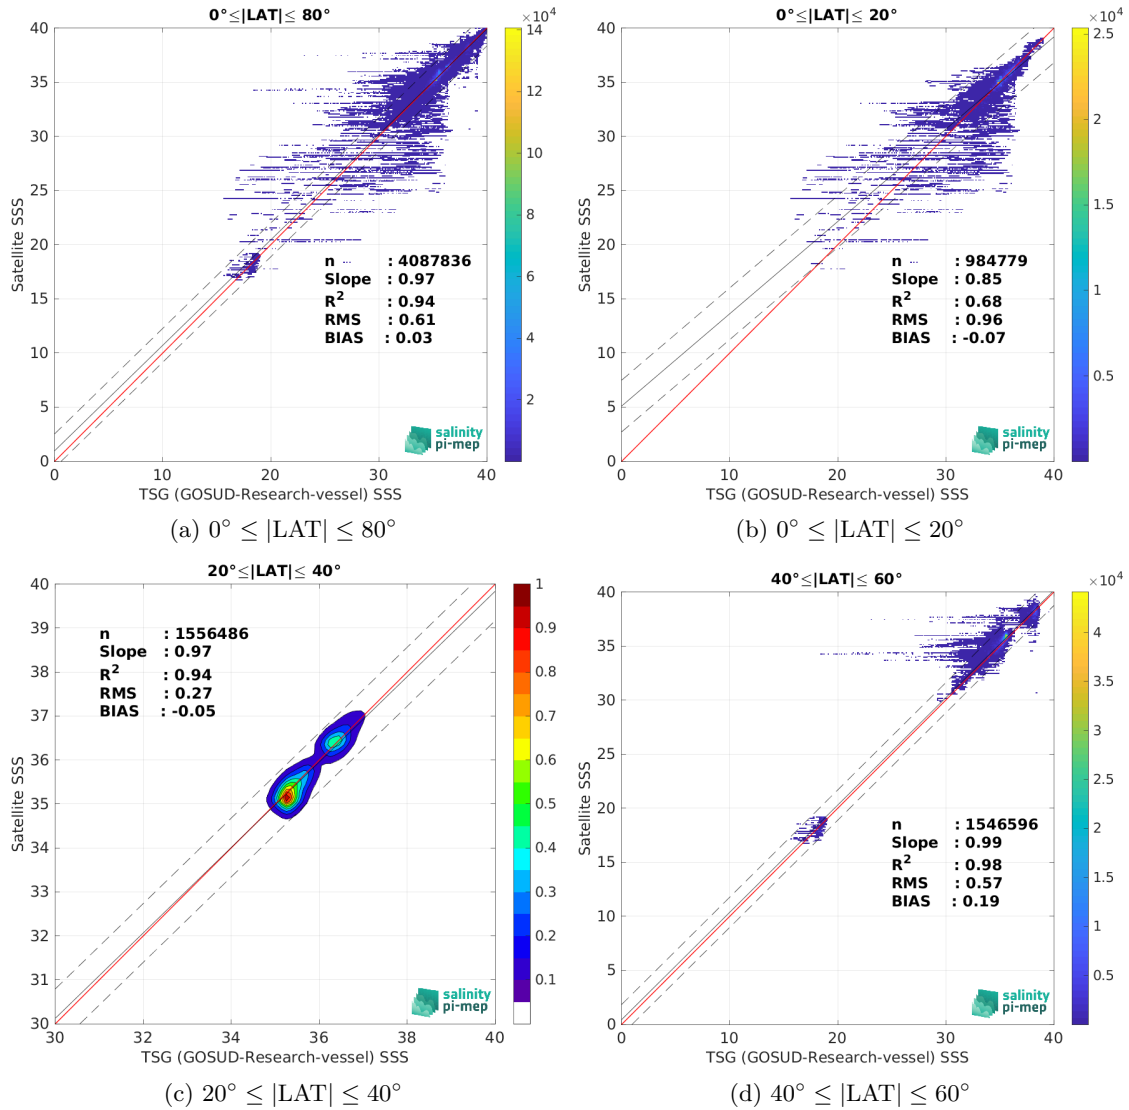 0°≤|LAT|≤ 80°
×10⁴
40
35
30
25
20
15
10
5
0
0
10
20
30
40
14
12
10
8
6
4
2
Satellite SSS
TSG (GOSUD-Research-vessel) SSS
n : 4087836
Slope : 0.97
R² : 0.94
RMS : 0.61
BIAS : 0.03
salinity
pi-mep
(a) 0° ≤ |LAT| ≤ 80°
0°≤|LAT|≤ 20°
×10⁴
40
35
30
25
20
15
10
5
0
0
10
20
30
40
2.5
2
1.5
1
0.5
Satellite SSS
TSG (GOSUD-Research-vessel) SSS
n : 984779
Slope : 0.85
R² : 0.68
RMS : 0.96
BIAS : -0.07
salinity
pi-mep
(b) 0° ≤ |LAT| ≤ 20°
20°≤|LAT|≤ 40°
40
39
38
37
36
35
34
33
32
31
30
30
32
34
36
38
40
1
0.9
0.8
0.7
0.6
0.5
0.4
0.3
0.2
0.1
Satellite SSS
TSG (GOSUD-Research-vessel) SSS
n : 1556486
Slope : 0.97
R² : 0.94
RMS : 0.27
BIAS : -0.05
salinity
pi-mep
(c) 20° ≤ |LAT| ≤ 40°
40°≤|LAT|≤ 60°
×10⁴
40
35
30
25
20
15
10
5
0
0
10
20
30
40
4
3.5
3
2.5
2
1.5
1
0.5
Satellite SSS
TSG (GOSUD-Research-vessel) SSS
n : 1546596
Slope : 0.99
R² : 0.98
RMS : 0.57
BIAS : 0.19
salinity
pi-mep
(d) 40° ≤ |LAT| ≤ 60°